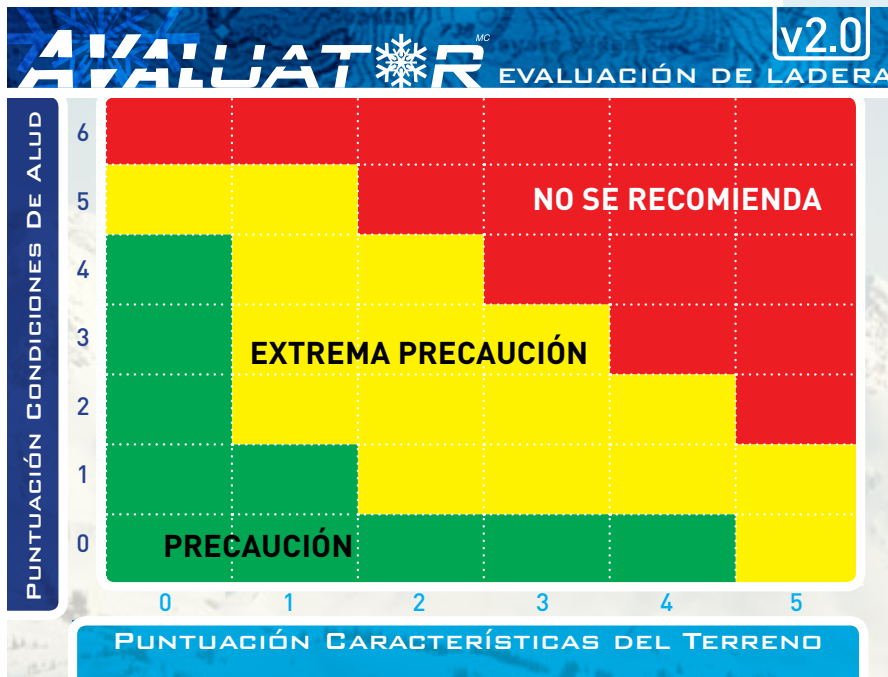 AVALUATOR MC
EVALUACIÓN DE LADERA
v2.0
PUNTUACIÓN CONDICIONES DE ALUD
6
5
NO SE RECOMIENDA
4
3
EXTREMA PRECAUCIÓN
2
1
0
PRECAUCIÓN
0 1 2 3 4 5
PUNTUACIÓN CARACTERÍSTICAS DEL TERRENO